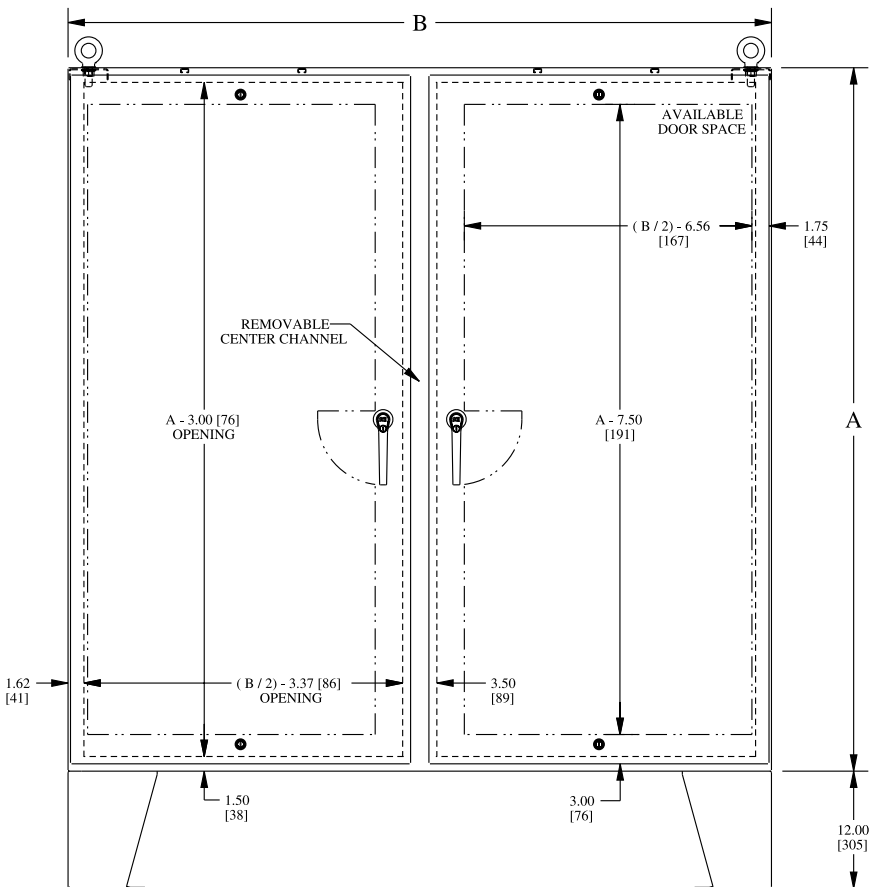 B
AVAILABLE
DOOR SPACE
( B / 2) - 6.56
[167]
1.75
[44]
REMOVABLE
CENTER CHANNEL
A - 3.00 [76]
OPENING
A - 7.50
[191]
A
1.62
[41]
( B / 2) - 3.37 [86]
OPENING
3.50
[89]
1.50
[38]
3.00
[76]
12.00
[305]